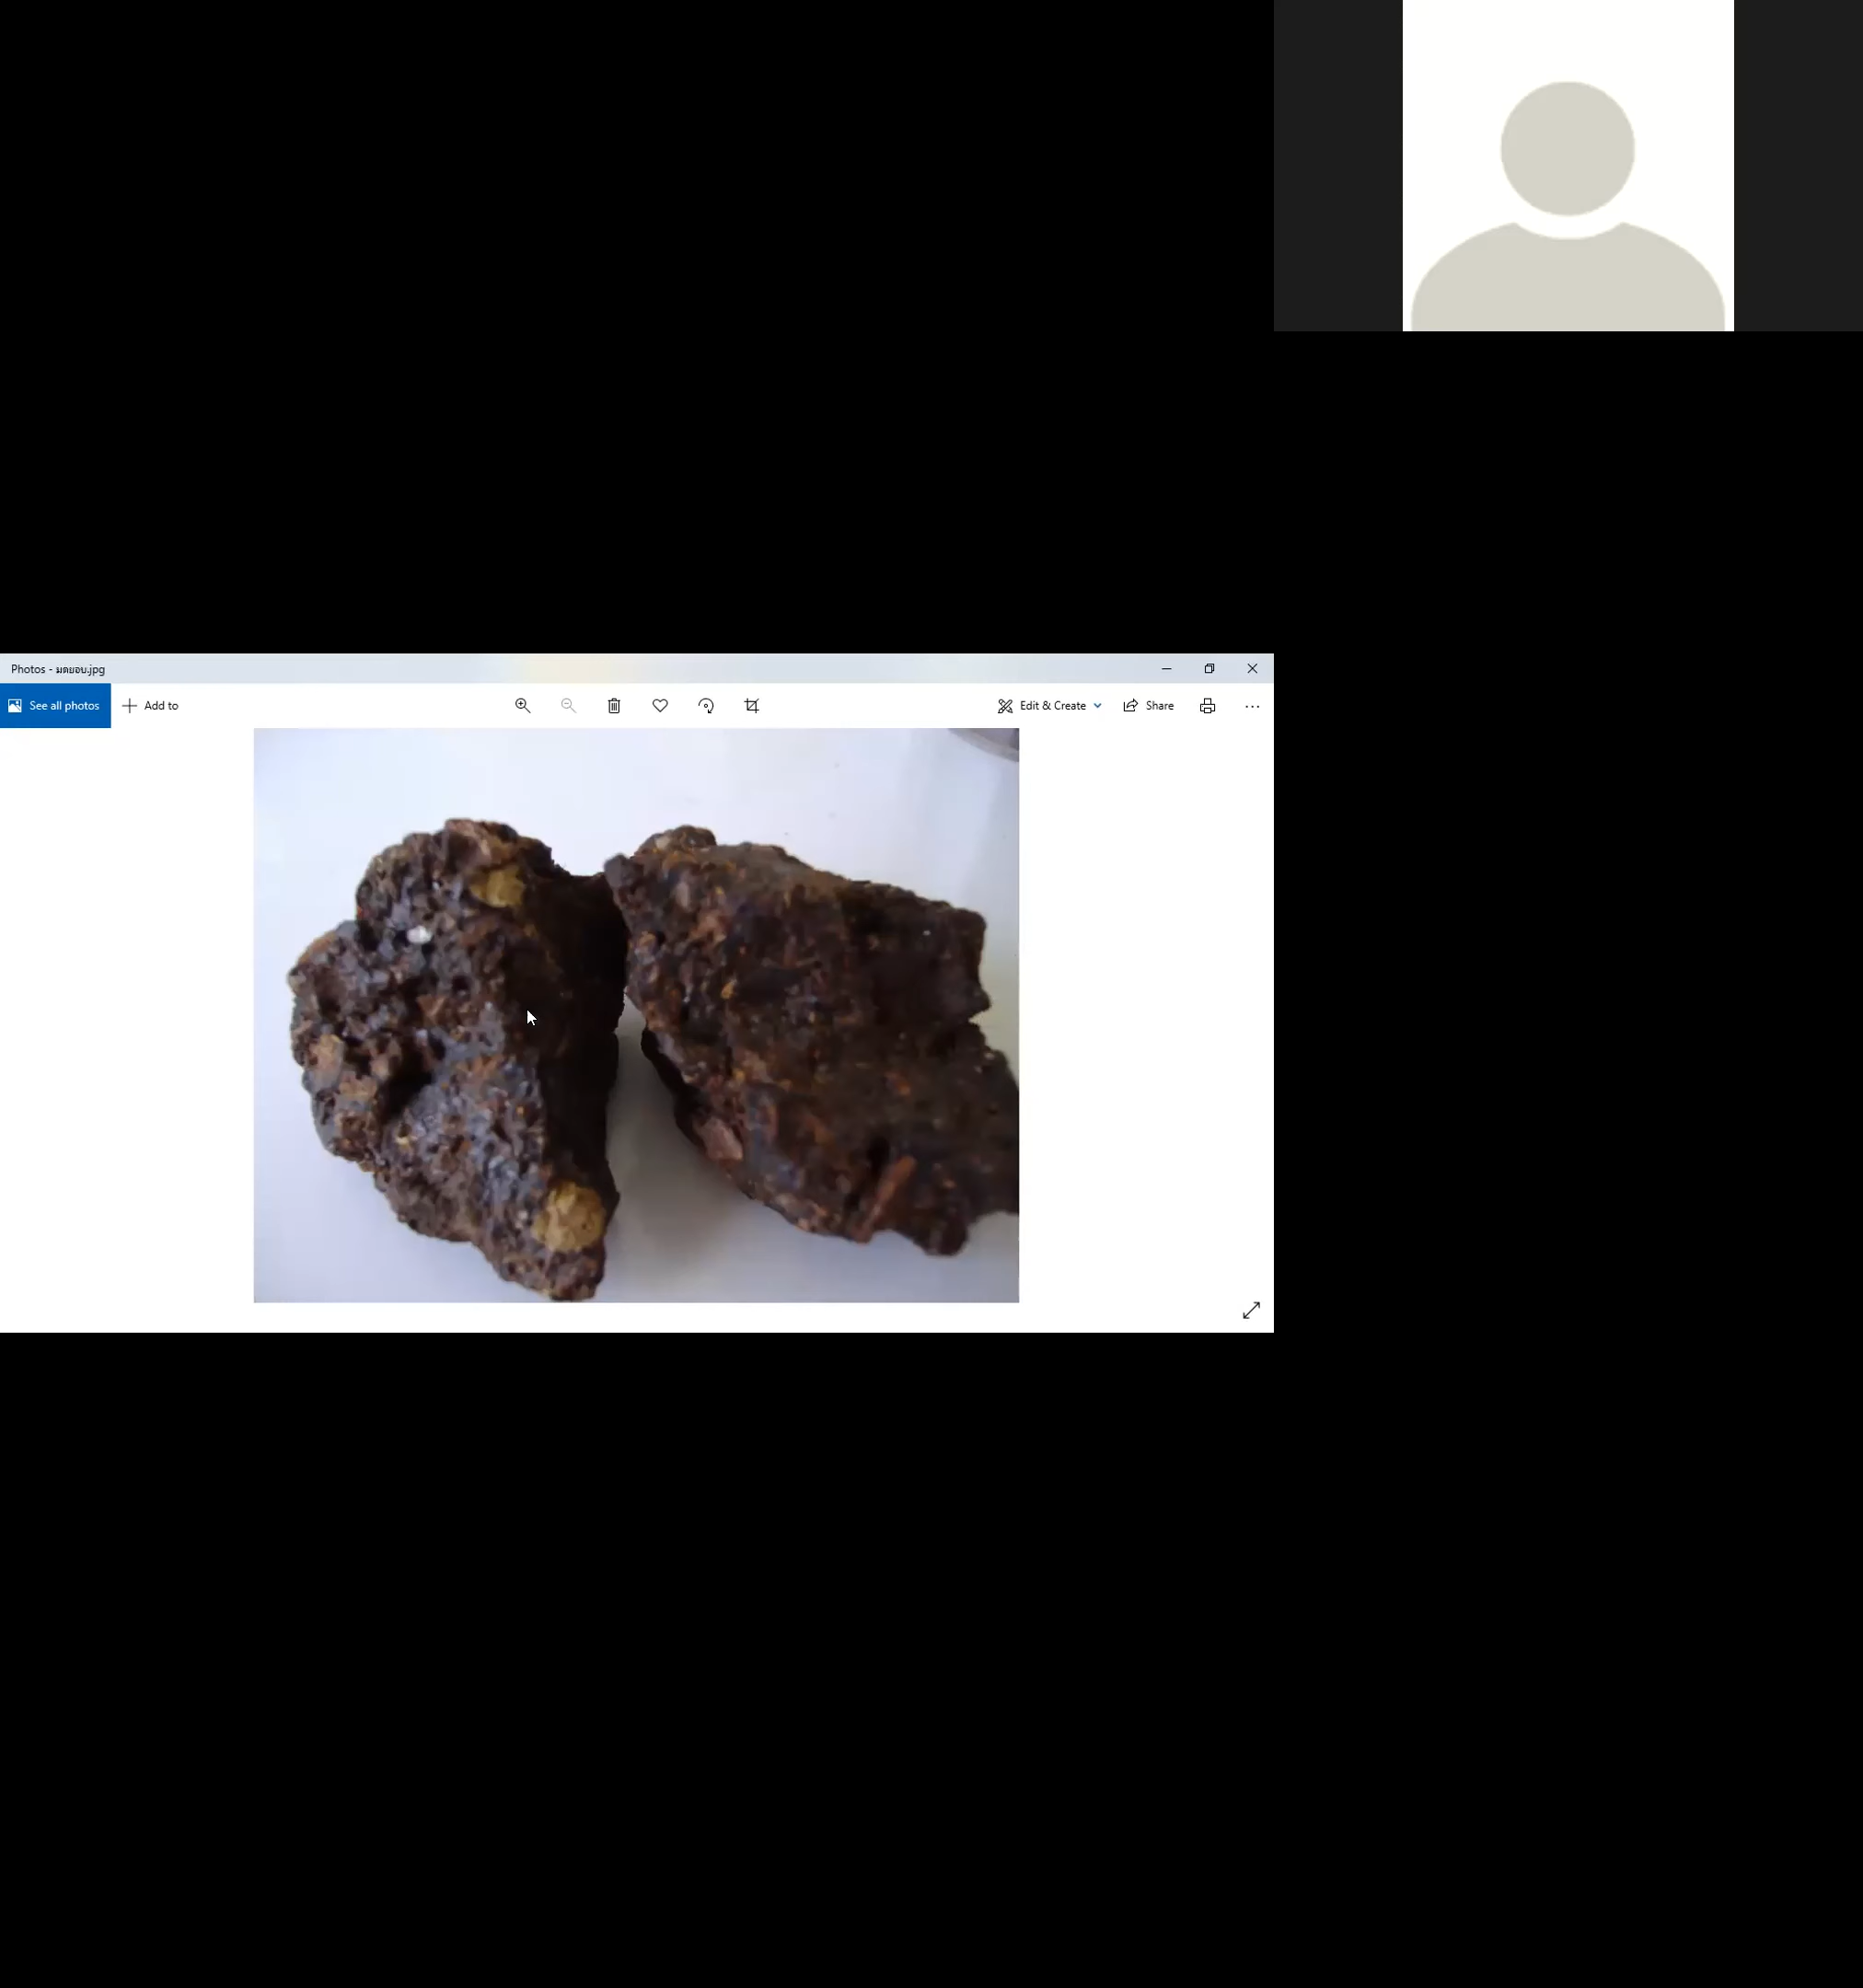 Photos - มดยอบ.jpg
See all photos
Add to
Edit & Create
Share